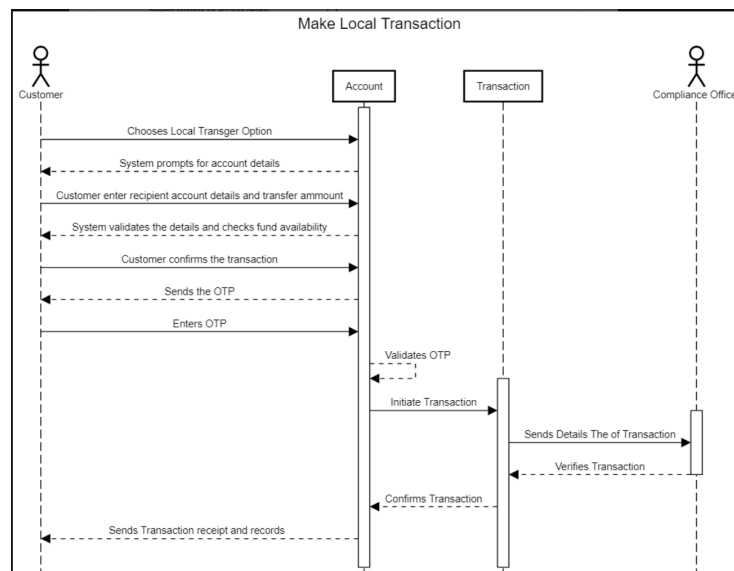 Make Local Transaction
Customer
Account
Transaction
Compliance Office
Chooses Local Transger Option
System prompts for account details
Customer enter recipient account details and transfer ammount
System validates the details and checks fund availability
Customer confirms the transaction
Sends the OTP
Enters OTP
Validates OTP
Initiate Transaction
Sends Details The of Transaction
Verifies Transaction
Confirms Transaction
Sends Transaction receipt and records